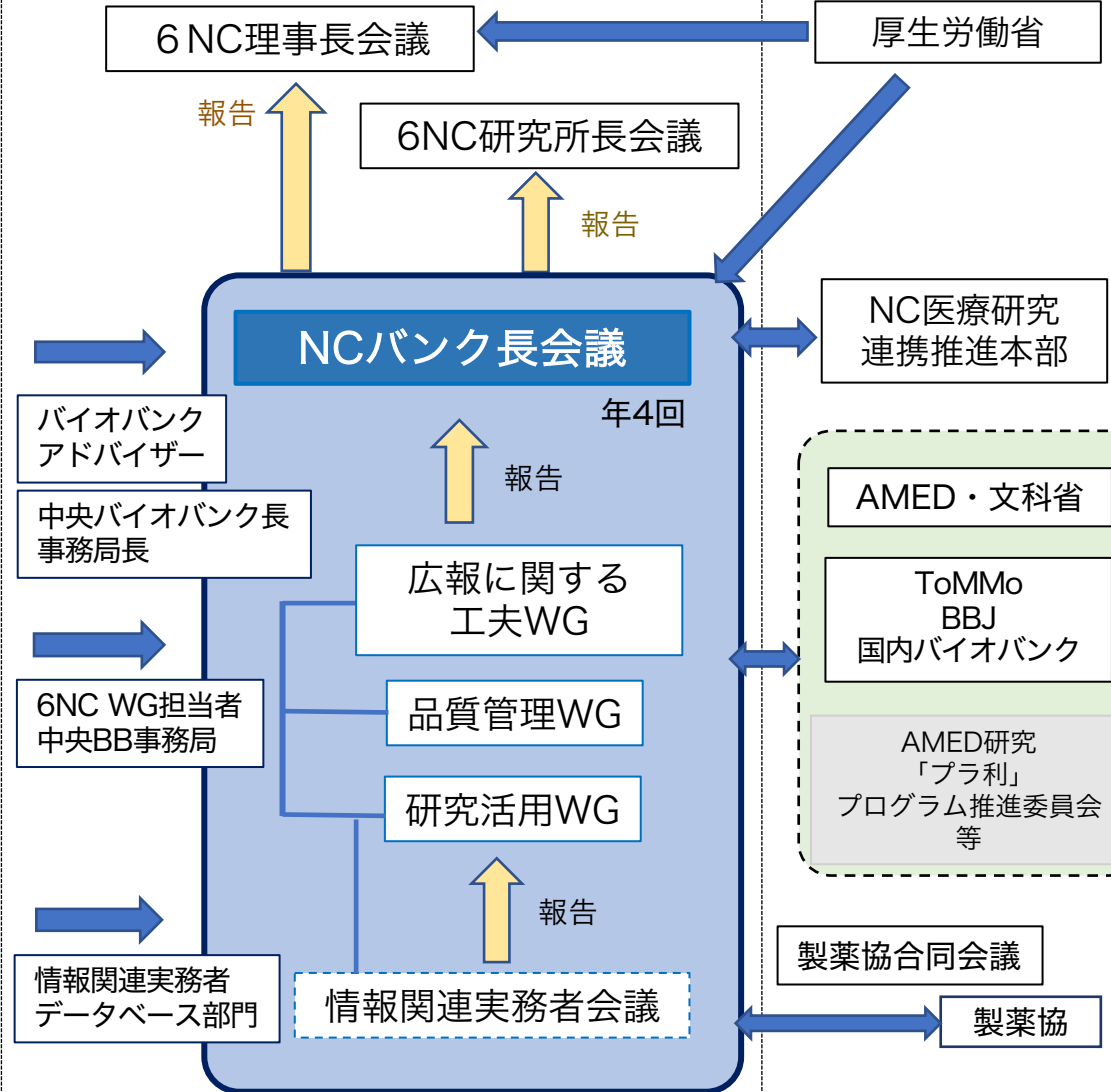 6NC理事長会議
厚生労働省
報告
6NC研究所長会議
報告
NCバンク長会議
年4回
NC医療研究
連携推進本部
バイオバンク
アドバイザー
中央バイオバンク長
事務局長
報告
AMED・文科省
広報に関する
工夫WG
ToMMo
BBJ
国内バイオバンク
6NC WG担当者
中央BB事務局
品質管理WG
研究活用WG
AMED研究
「プラ利」
プログラム推進委員会
等
報告
情報関連実務者
データベース部門
情報関連実務者会議
製薬協合同会議
製薬協